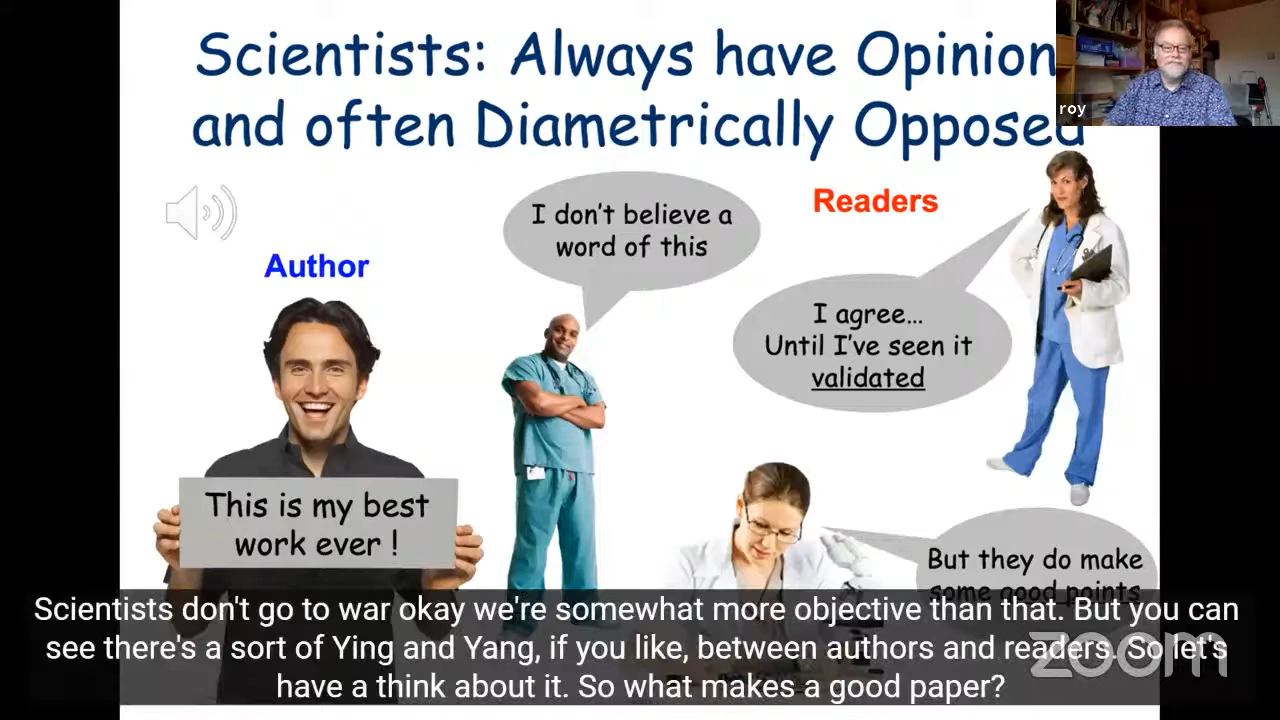 Scientists: Always have Opinion
and often Diametrically Opposed
roy
Readers
I don't believe a
word of this
Author
I agree...
Until I've seen it
validated
This is my best
work ever !
But they do make
some good points
Scientists don't go to war okay we're somewhat more objective than that. But you can
see there's a sort of Ying and Yang, if you like, between authors and readers. So let's
have a think about it. So what makes a good paper?
zoom